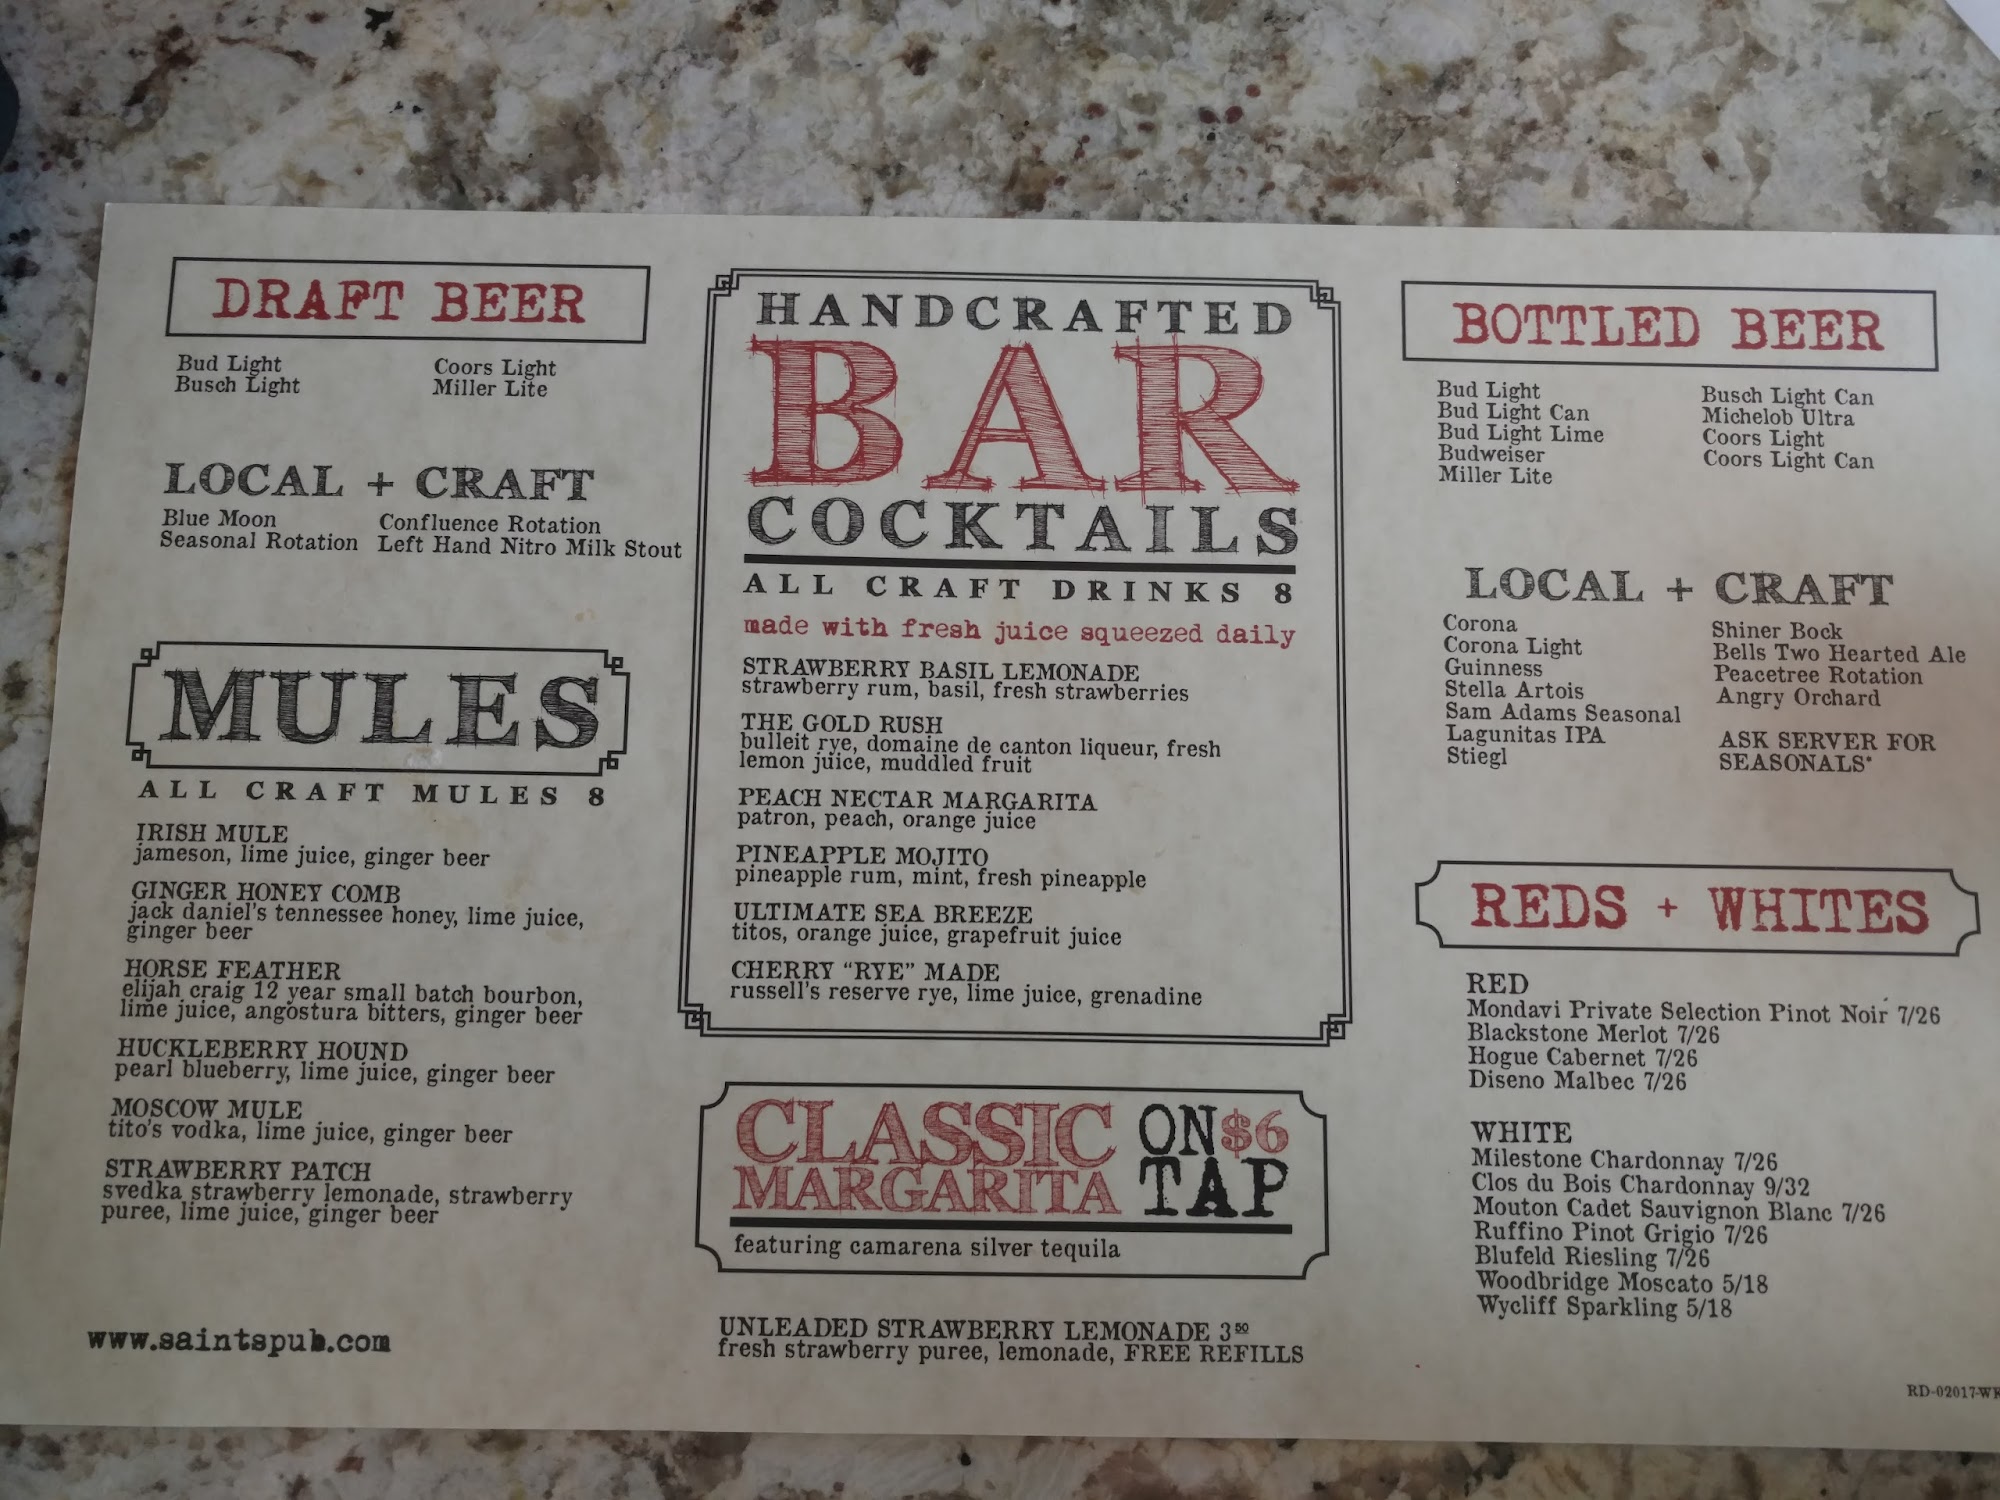 DRAFT BEER
Bud Light
Busch Light
Coors Light
Miller Lite
LOCAL + CRAFT
Blue Moon
Seasonal Rotation
Confluence Rotation
Left Hand Nitro Milk Stout
MULES
ALL CRAFT MULES 8
IRISH MULE
jameson, lime juice, ginger beer
GINGER HONEY COMB
jack daniel's tennessee honey, lime juice,
ginger beer
HORSE FEATHER
elijah craig 12 year small batch bourbon,
lime juice, angostura bitters, ginger beer
HUCKLEBERRY HOUND
pearl blueberry, lime juice, ginger beer
MOSCOW MULE
tito's vodka, lime juice, ginger beer
STRAWBERRY PATCH
svedka strawberry lemonade, strawberry
puree, lime juice, ginger beer
www.saintspub.com
HANDCRAFTED
BAR
COCKTAILS
ALL CRAFT DRINKS 8
made with fresh juice squeezed daily
STRAWBERRY BASIL LEMONADE
strawberry rum, basil, fresh strawberries
THE GOLD RUSH
bulleit rye, domaine de canton liqueur, fresh
lemon juice, muddled fruit
PEACH NECTAR MARGARITA
patron, peach, orange juice
PINEAPPLE MOJITO
pineapple rum, mint, fresh pineapple
ULTIMATE SEA BREEZE
titos, orange juice, grapefruit juice
CHERRY "RYE" MADE
russell's reserve rye, lime juice, grenadine
CLASSIC
MARGARITA
ON $6
TAP
featuring camarena silver tequila
UNLEADED STRAWBERRY LEMONADE 3 50
fresh strawberry puree, lemonade, FREE REFILLS
BOTTLED BEER
Bud Light
Bud Light Can
Bud Light Lime
Budweiser
Miller Lite
Busch Light Can
Michelob Ultra
Coors Light
Coors Light Can
LOCAL + CRAFT
Corona
Corona Light
Guinness
Stella Artois
Sam Adams Seasonal
Lagunitas IPA
Stiegl
Shiner Bock
Bells Two Hearted Ale
Peacetree Rotation
Angry Orchard
ASK SERVER FOR
SEASONALS*
REDS + WHITES
RED
Mondavi Private Selection Pinot Noir 7/26
Blackstone Merlot 7/26
Hogue Cabernet 7/26
Diseno Malbec 7/26
WHITE
Milestone Chardonnay 7/26
Clos du Bois Chardonnay 9/32
Mouton Cadet Sauvignon Blanc 7/26
Ruffino Pinot Grigio 7/26
Blufeld Riesling 7/26
Woodbridge Moscato 5/18
Wycliff Sparkling 5/18